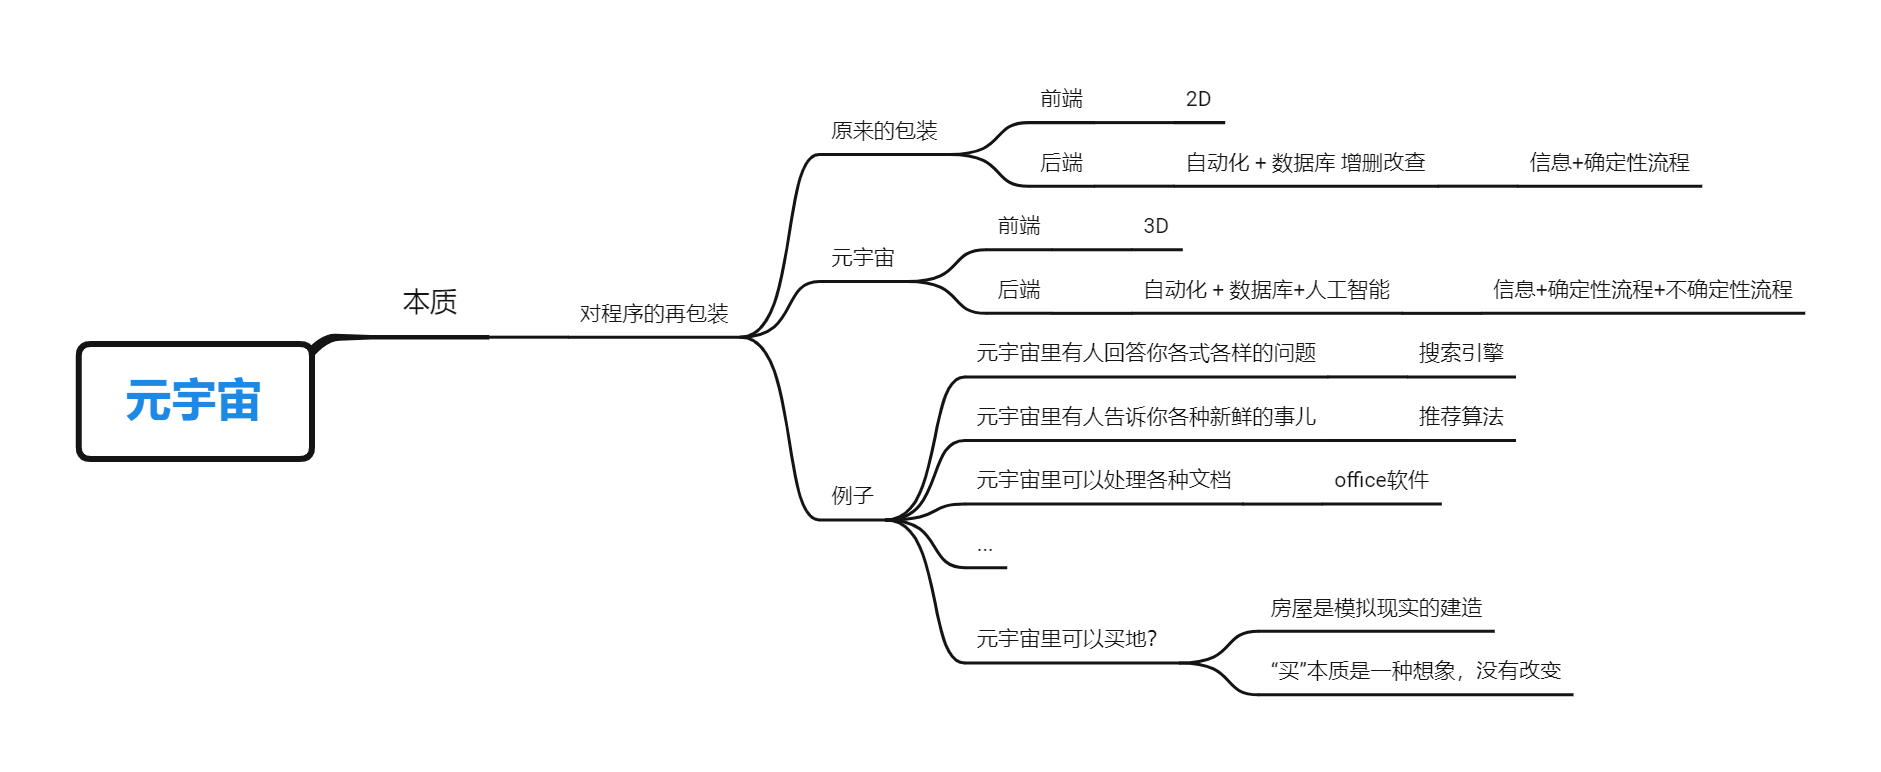 元宇宙
本质
对程序的再包装
原来的包装
前端
2D
后端
自动化 + 数据库 增删改查
信息+确定性流程
元宇宙
前端
3D
后端
自动化 + 数据库+人工智能
信息+确定性流程+不确定性流程
例子
元宇宙里有人回答你各式各样的问题
搜索引擎
元宇宙里有人告诉你各种新鲜的事儿
推荐算法
元宇宙里可以处理各种文档
office软件
...
元宇宙里可以买地？
房屋是模拟现实的建造
“买”本质是一种想象，没有改变